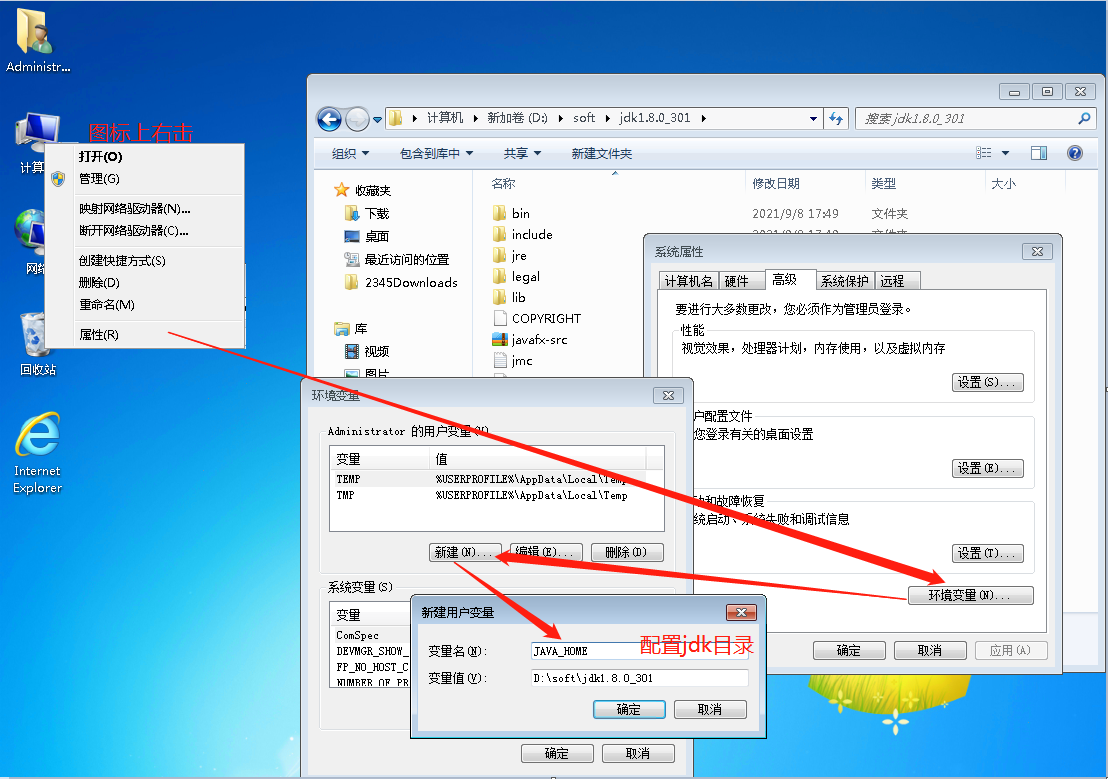 Administr...
图标上右击
计算
打开(O)
管理(G)
映射网络驱动器(N)...
断开网络驱动器(C)...
创建快捷方式(S)
删除(D)
重命名(M)
属性(R)
网络
回收站
Internet
Explorer
计算机
新加卷 (D:)
soft
jdk1.8.0_301
搜索 jdk1.8.0_301
组织
包含到库中
共享
新建文件夹
收藏夹
下载
桌面
最近访问的位置
2345Downloads
库
视频
图片
名称
修改日期
类型
大小
bin
2021/9/8 17:49
文件夹
include
jre
legal
lib
COPYRIGHT
javafx-src
jmc
系统属性
计算机名
硬件
高级
系统保护
远程
要进行大多数更改，您必须作为管理员登录。
性能
视觉效果，处理器计划，内存使用，以及虚拟内存
设置(S)...
户配置文件
您登录有关的桌面设置
设置(E)...
动和故障恢复
统启动、系统失败和调试信息
设置(T)...
环境变量(N)...
确定
取消
应用(A)
环境变量
Administrator 的用户变量(U)
变量
值
TEMP
%USERPROFILE%\AppData\Local\Temp
TMP
%USERPROFILE%\AppData\Local\Temp
新建(N)...
编辑(E)...
删除(D)
系统变量(S)
变量
ComSpec
DEVMGR_SHOW_
FP_NO_HOST_C
NUMBER_OF_PR
确定
取消
新建用户变量
变量名(N):
JAVA_HOME
配置jdk目录
变量值(V):
D:\soft\jdk1.8.0_301
确定
取消